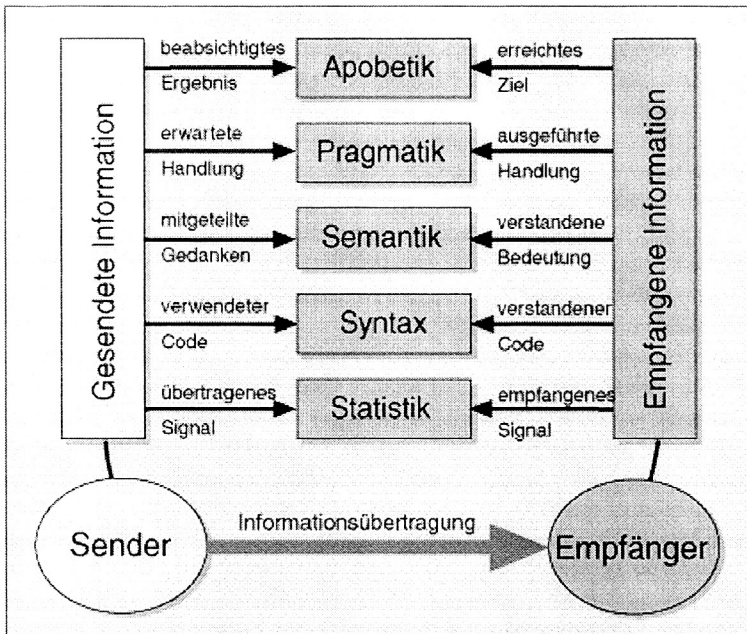 Gesendete Information
beabsichtigtes
Ergebnis
Apobetik
erreichtes
Ziel
erwartete
Handlung
Pragmatik
ausgeführte
Handlung
mitgeteilte
Gedanken
Semantik
verstandene
Bedeutung
verwendeter
Code
Syntax
verstandener
Code
übertragenes
Signal
Statistik
empfangenes
Signal
Empfangene Information
Sender
Informationsübertragung
Empfänger